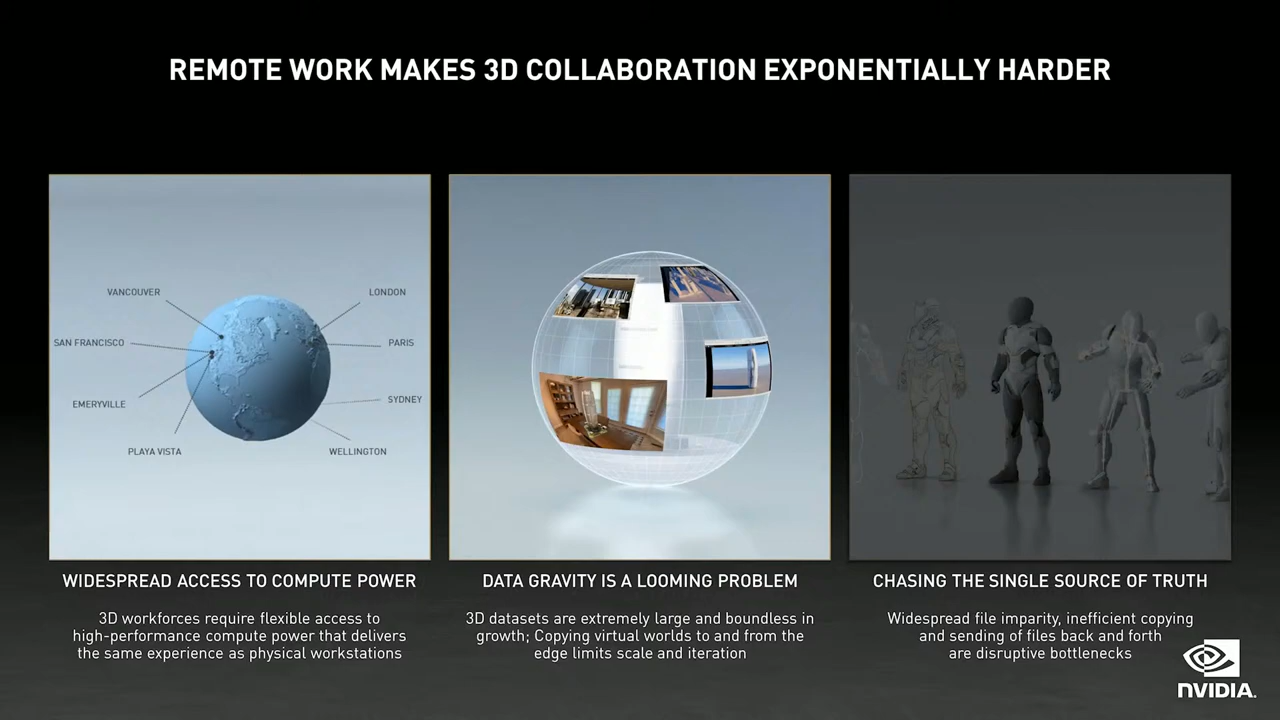 REMOTE WORK MAKES 3D COLLABORATION EXPONENTIALLY HARDER
VANCOUVER
LONDON
SAN FRANCISCO
PARIS
EMERYVILLE
SYDNEY
PLAYA VISTA
WELLINGTON
WIDESPREAD ACCESS TO COMPUTE POWER
3D workforces require flexible access to
high-performance compute power that delivers
the same experience as physical workstations
DATA GRAVITY IS A LOOMING PROBLEM
3D datasets are extremely large and boundless in
growth; Copying virtual worlds to and from the
edge limits scale and iteration
CHASING THE SINGLE SOURCE OF TRUTH
Widespread file imparity, inefficient copying
and sending of files back and forth
are disruptive bottlenecks
NVIDIA.